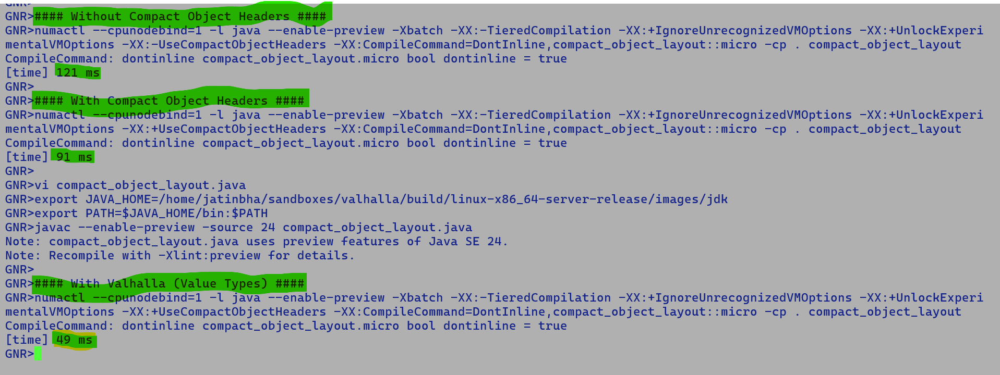 GNR>
GNR>#### Without Compact Object Headers ####
GNR>numactl --cpunodebind=1 -l java --enable-preview -Xbatch -XX:-TieredCompilation -XX:+IgnoreUnrecognizedVMOptions -XX:+UnlockExperi
mentalVMOptions -XX:-UseCompactObjectHeaders -XX:CompileCommand=DontInline,compact_object_layout::micro -cp . compact_object_layout
CompileCommand: dontinline compact_object_layout.micro bool dontinline = true
[time] 121 ms
GNR>
GNR>#### With Compact Object Headers ####
GNR>numactl --cpunodebind=1 -l java --enable-preview -Xbatch -XX:-TieredCompilation -XX:+IgnoreUnrecognizedVMOptions -XX:+UnlockExperi
mentalVMOptions -XX:+UseCompactObjectHeaders -XX:CompileCommand=DontInline,compact_object_layout::micro -cp . compact_object_layout
CompileCommand: dontinline compact_object_layout.micro bool dontinline = true
[time] 91 ms
GNR>
GNR>vi compact_object_layout.java
GNR>export JAVA_HOME=/home/jatinbha/sandboxes/valhalla/build/linux-x86_64-server-release/images/jdk
GNR>export PATH=$JAVA_HOME/bin:$PATH
GNR>javac --enable-preview -source 24 compact_object_layout.java
Note: compact_object_layout.java uses preview features of Java SE 24.
Note: Recompile with -Xlint:preview for details.
GNR>
GNR>#### With Valhalla (Value Types) ####
GNR>numactl --cpunodebind=1 -l java --enable-preview -Xbatch -XX:-TieredCompilation -XX:+IgnoreUnrecognizedVMOptions -XX:+UnlockExperi
mentalVMOptions -XX:+UseCompactObjectHeaders -XX:CompileCommand=DontInline,compact_object_layout::micro -cp . compact_object_layout
CompileCommand: dontinline compact_object_layout.micro bool dontinline = true
[time] 49 ms
GNR>